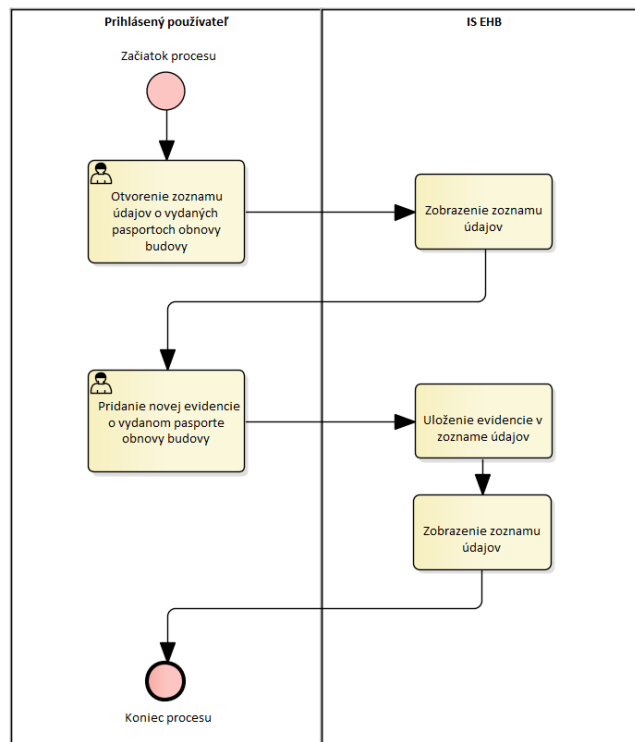 Prihlásený používateľ
IS EHB
Začiatok procesu
Otvorenie zoznamu
údajov o vydaných
pasportoch obnovy
budovy
Zobrazenie zoznamu
údajov
Pridanie novej evidencie
o vydanom pasporte
obnovy budovy
Uloženie evidencie v
zozname údajov
Zobrazenie zoznamu
údajov
Koniec procesu